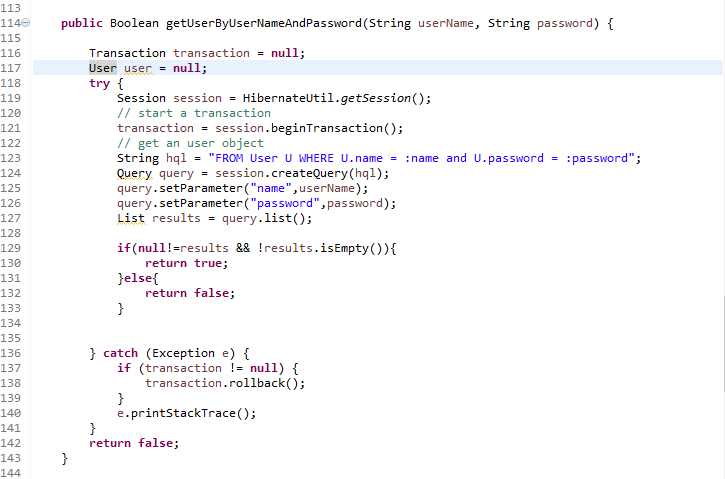 113
114 public Boolean getUserByUserNameAndPassword(String userName, String password) {
115
116 Transaction transaction = null;
117 User user = null;
118 try {
119 Session session = HibernateUtil.getSession();
120 // start a transaction
121 transaction = session.beginTransaction();
122 // get an user object
123 String hql = "FROM User U WHERE U.name = :name and U.password = :password";
124 Query query = session.createQuery(hql);
125 query.setParameter("name",userName);
126 query.setParameter("password",password);
127 List results = query.list();
128
129 if(null!=results && !results.isEmpty()){
130 return true;
131 }else{
132 return false;
133 }
134
135
136 } catch (Exception e) {
137 if (transaction != null) {
138 transaction.rollback();
139 }
140 e.printStackTrace();
141 }
142 return false;
143 }
144